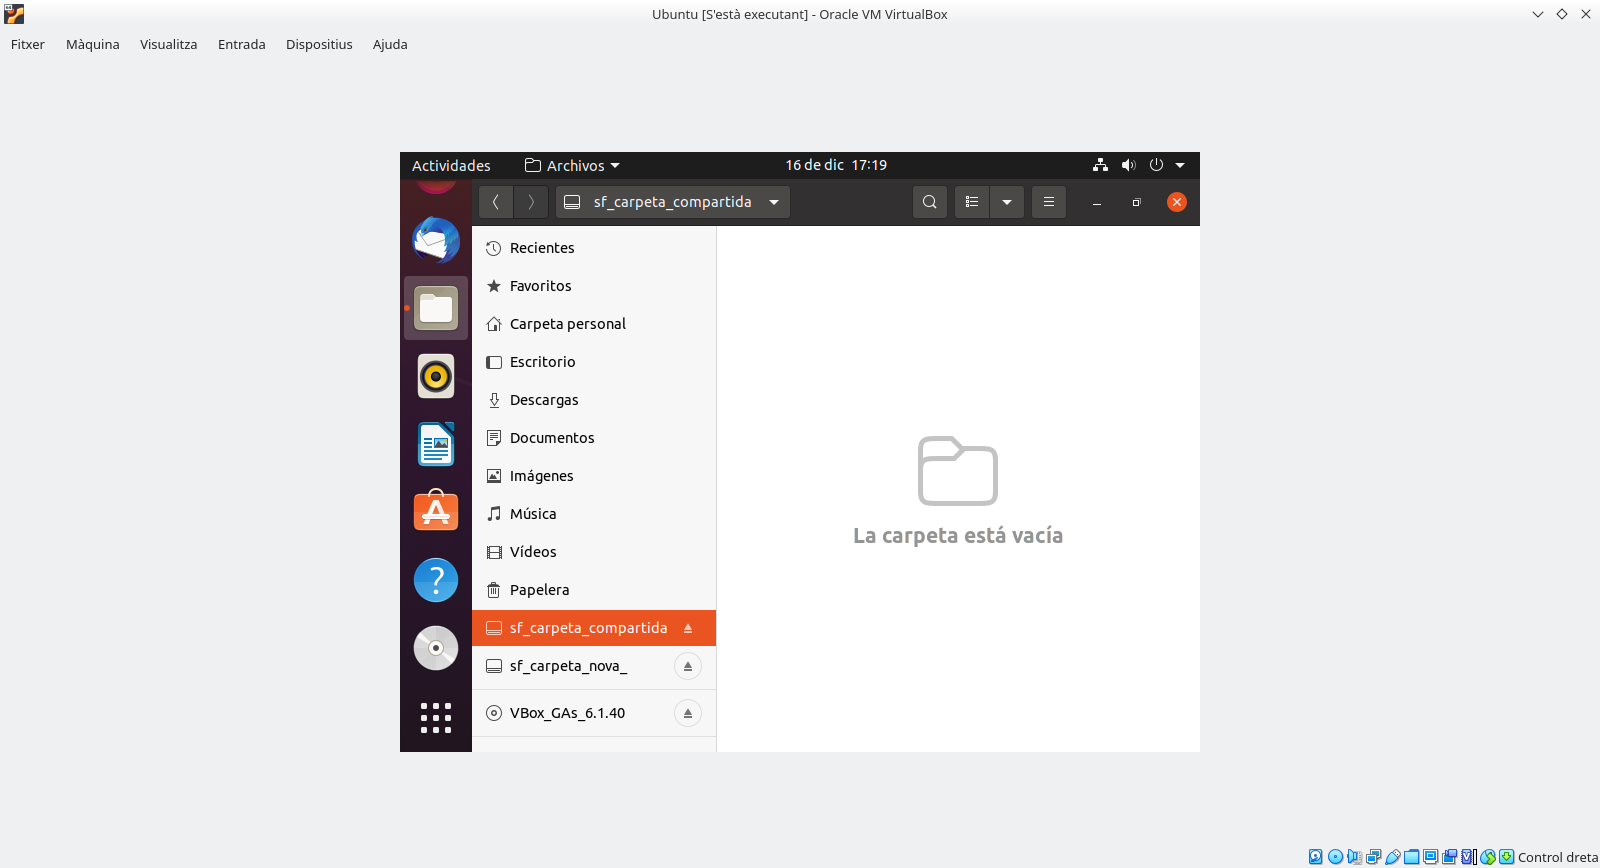 Ubuntu [S'està executant] - Oracle VM VirtualBox
Fitxer Màquina Visualitza Entrada Dispositius Ajuda
Actividades Archivos 16 de dic 17:19
sf_carpeta_compartida
Recientes
Favoritos
Carpeta personal
Escritorio
Descargas
Documentos
Imágenes
Música
Vídeos
Papelera
sf_carpeta_compartida
sf_carpeta_nova_
VBox_GAs_6.1.40
La carpeta está vacía
Control dreta